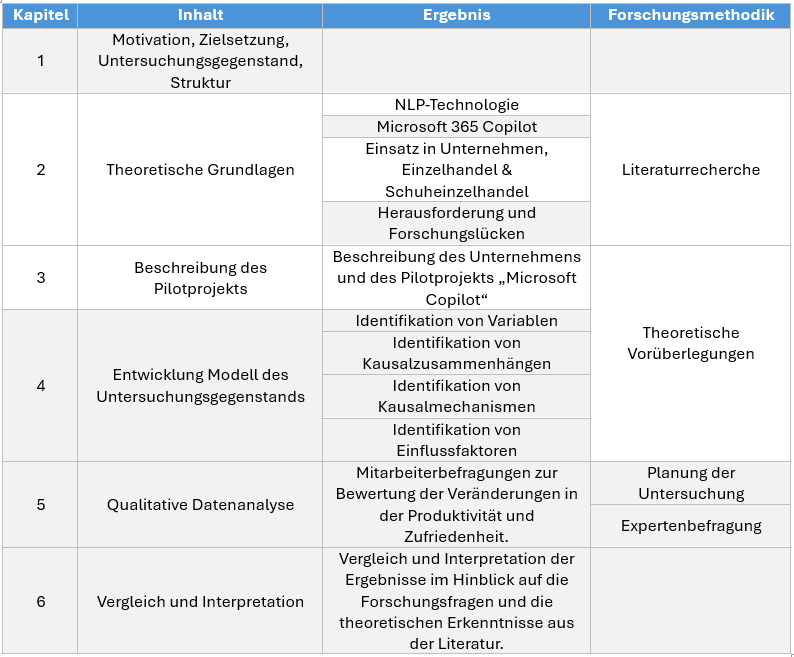 Kapitel Inhalt Ergebnis Forschungsmethodik
1
Motivation, Zielsetzung,
Untersuchungsgegenstand,
Struktur
2
Theoretische Grundlagen
NLP-Technologie
Microsoft 365 Copilot
Einsatz in Unternehmen,
Einzelhandel &
Schuheinzelhandel
Herausforderung und
Forschungslücken
Literaturrecherche
3
Beschreibung des
Pilotprojekts
Beschreibung des Unternehmens
und des Pilotprojekts „Microsoft
Copilot“
Theoretische
Vorüberlegungen
4
Entwicklung Modell des
Untersuchungsgegenstands
Identifikation von Variablen
Identifikation von
Kausalzusammenhängen
Identifikation von
Kausalmechanismen
Identifikation von
Einflussfaktoren
5
Qualitative Datenanalyse
Mitarbeiterbefragungen zur
Bewertung der Veränderungen in
der Produktivität und
Zufriedenheit.
Planung der
Untersuchung
Expertenbefragung
6
Vergleich und Interpretation
Vergleich und Interpretation der
Ergebnisse im Hinblick auf die
Forschungsfragen und die
theoretischen Erkenntnisse aus
der Literatur.